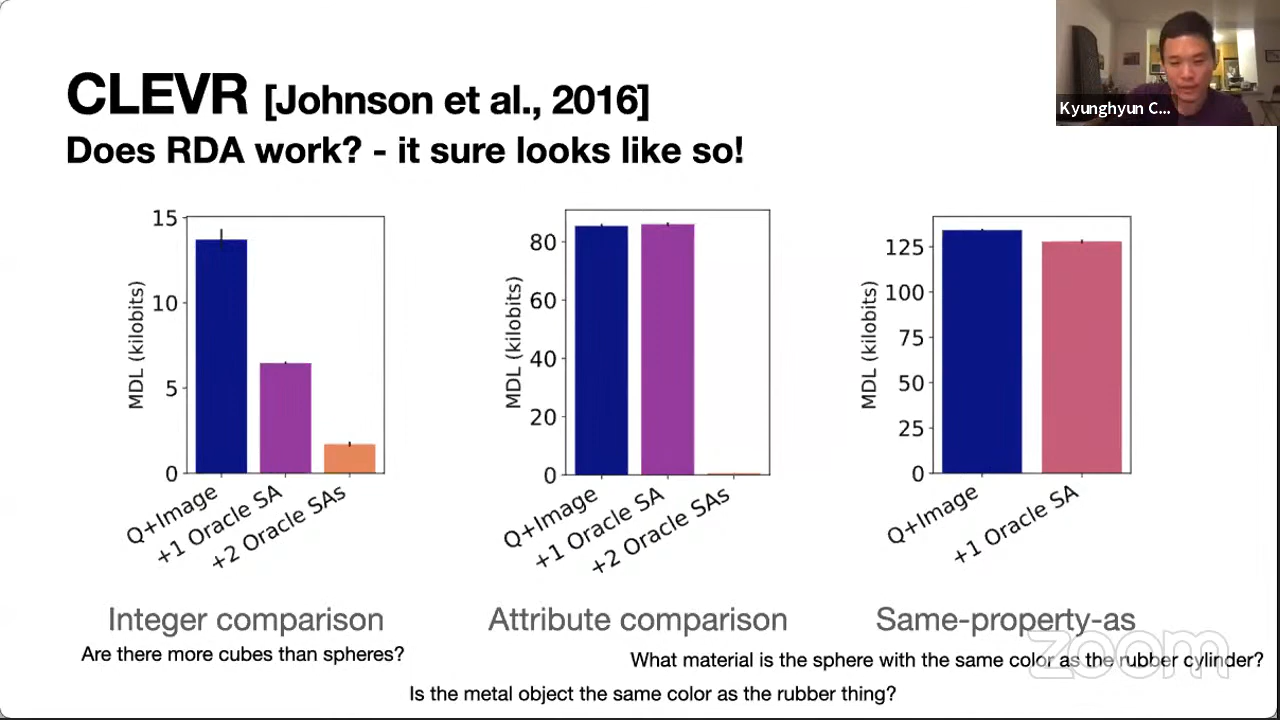 Kyunghyun C...
CLEVR [Johnson et al., 2016]
Does RDA work? - it sure looks like so!
MDL (kilobits)
15
10
5
0
Q+Image
+1 Oracle SA
+2 Oracle SAs
MDL (kilobits)
80
60
40
20
0
Q+Image
+1 Oracle SA
+2 Oracle SAs
MDL (kilobits)
125
100
75
50
25
0
Q+Image
+1 Oracle SA
Integer comparison
Attribute comparison
Same-property-as
Are there more cubes than spheres?
What material is the sphere with the same color as the rubber cylinder?
Is the metal object the same color as the rubber thing?
zoom